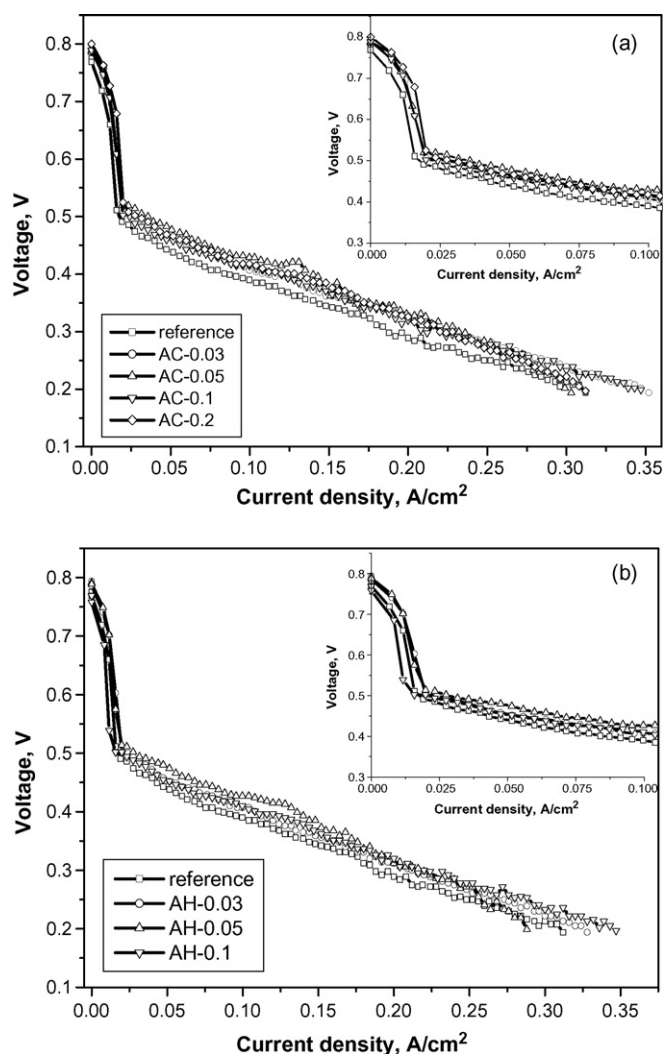 (a)
0.8
0.7
0.6
0.5
0.4
0.3
0.2
0.1
Voltage, V
0.00 0.05 0.10 0.15 0.20 0.25 0.30 0.35
Current density, A/cm²
reference
AC-0.03
AC-0.05
AC-0.1
AC-0.2
0.8
0.7
0.6
0.5
0.4
0.3
Voltage, V
0.000 0.025 0.050 0.075 0.100
Current density, A/cm²
(b)
0.8
0.7
0.6
0.5
0.4
0.3
0.2
0.1
Voltage, V
0.00 0.05 0.10 0.15 0.20 0.25 0.30 0.35
Current density, A/cm²
reference
AH-0.03
AH-0.05
AH-0.1
0.8
0.7
0.6
0.5
0.4
0.3
Voltage, V
0.000 0.025 0.050 0.075 0.100
Current density, A/cm²